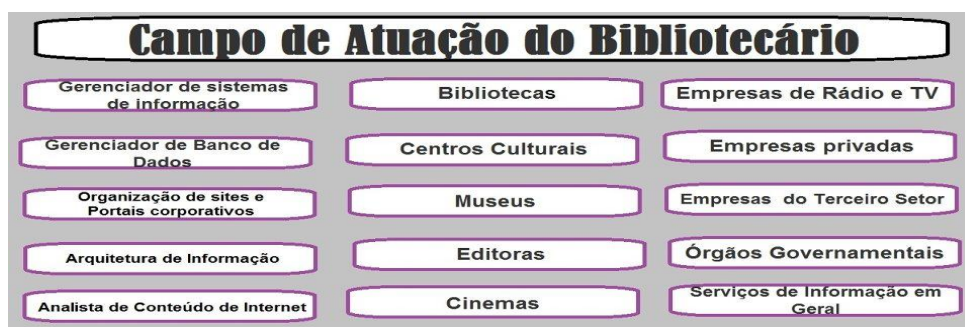 Campo de Atuação do Bibliotecário
Gerenciador de sistemas
de informação
Bibliotecas
Empresas de Rádio e TV
Gerenciador de Banco de
Dados
Centros Culturais
Empresas privadas
Organização de sites e
Portais corporativos
Museus
Empresas do Terceiro Setor
Arquitetura de Informação
Editoras
Órgãos Governamentais
Analista de Conteúdo de Internet
Cinemas
Serviços de Informação em
Geral